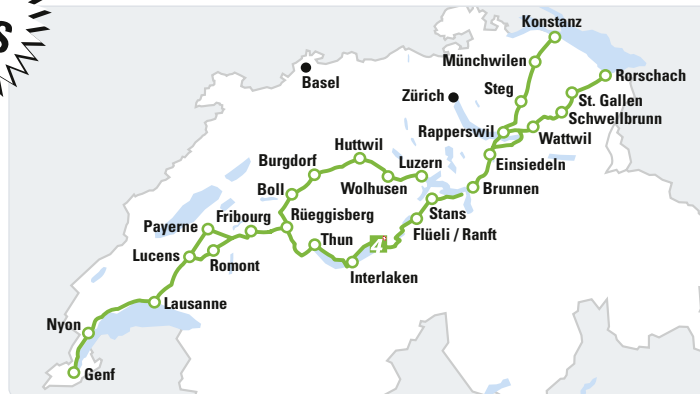 S
Konstanz
Münchwilen
Rorschach
Basel
Steg
St. Gallen
Zürich
Schwellbrunn
Rapperswil
Wattwil
Huttwil
Burgdorf
Luzern
Einsiedeln
Boll
Wolhusen
Brunnen
Stans
Payerne
Fribourg
Rüeggisberg
Flüeli / Ranft
Thun
4
Lucens
Romont
Interlaken
Lausanne
Nyon
Genf